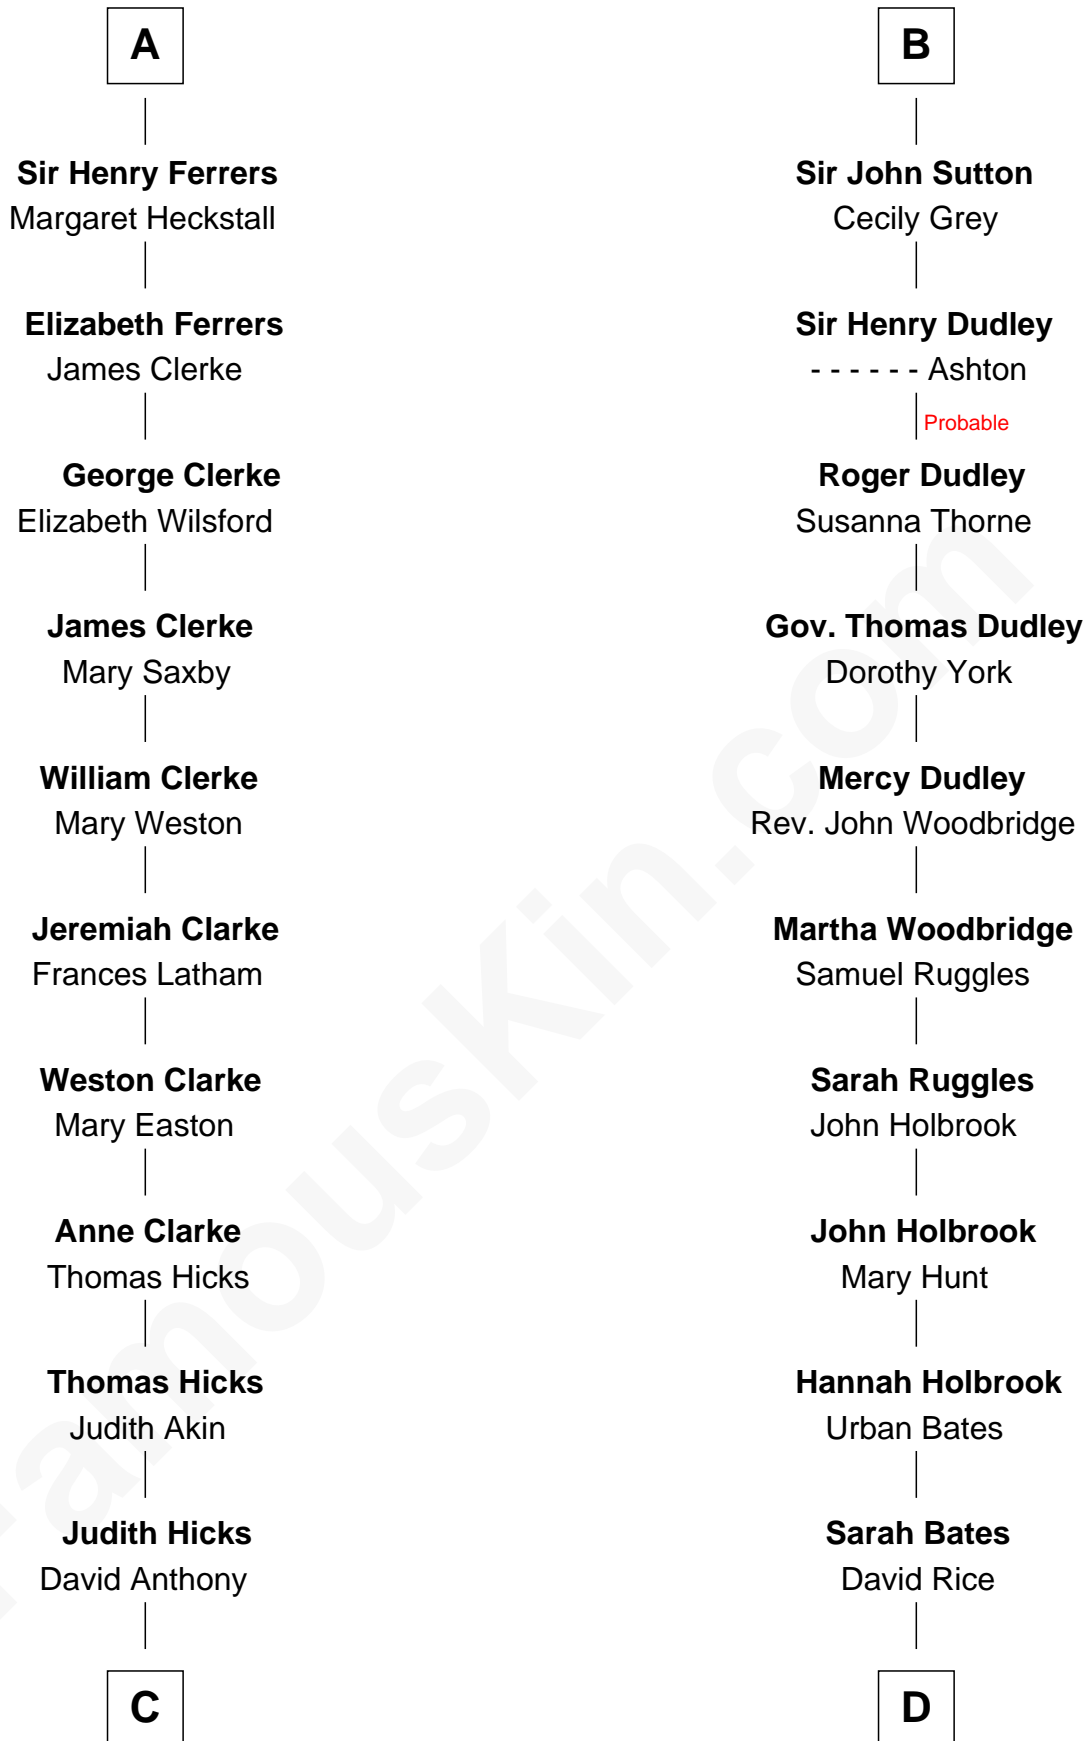 A
Sir Henry Ferrers
Margaret Heckstall
Elizabeth Ferrers
James Clerke
George Clerke
Elizabeth Wilsford
James Clerke
Mary Saxby
William Clerke
Mary Weston
Jeremiah Clarke
Frances Latham
Weston Clarke
Mary Easton
Anne Clarke
Thomas Hicks
Thomas Hicks
Judith Akin
Judith Hicks
David Anthony
C
B
Sir John Sutton
Cecily Grey
Sir Henry Dudley
- - - - - - Ashton
Probable
Roger Dudley
Susanna Thorne
Gov. Thomas Dudley
Dorothy York
Mercy Dudley
Rev. John Woodbridge
Martha Woodbridge
Samuel Ruggles
Sarah Ruggles
John Holbrook
John Holbrook
Mary Hunt
Hannah Holbrook
Urban Bates
Sarah Bates
David Rice
D
FamousKin.com